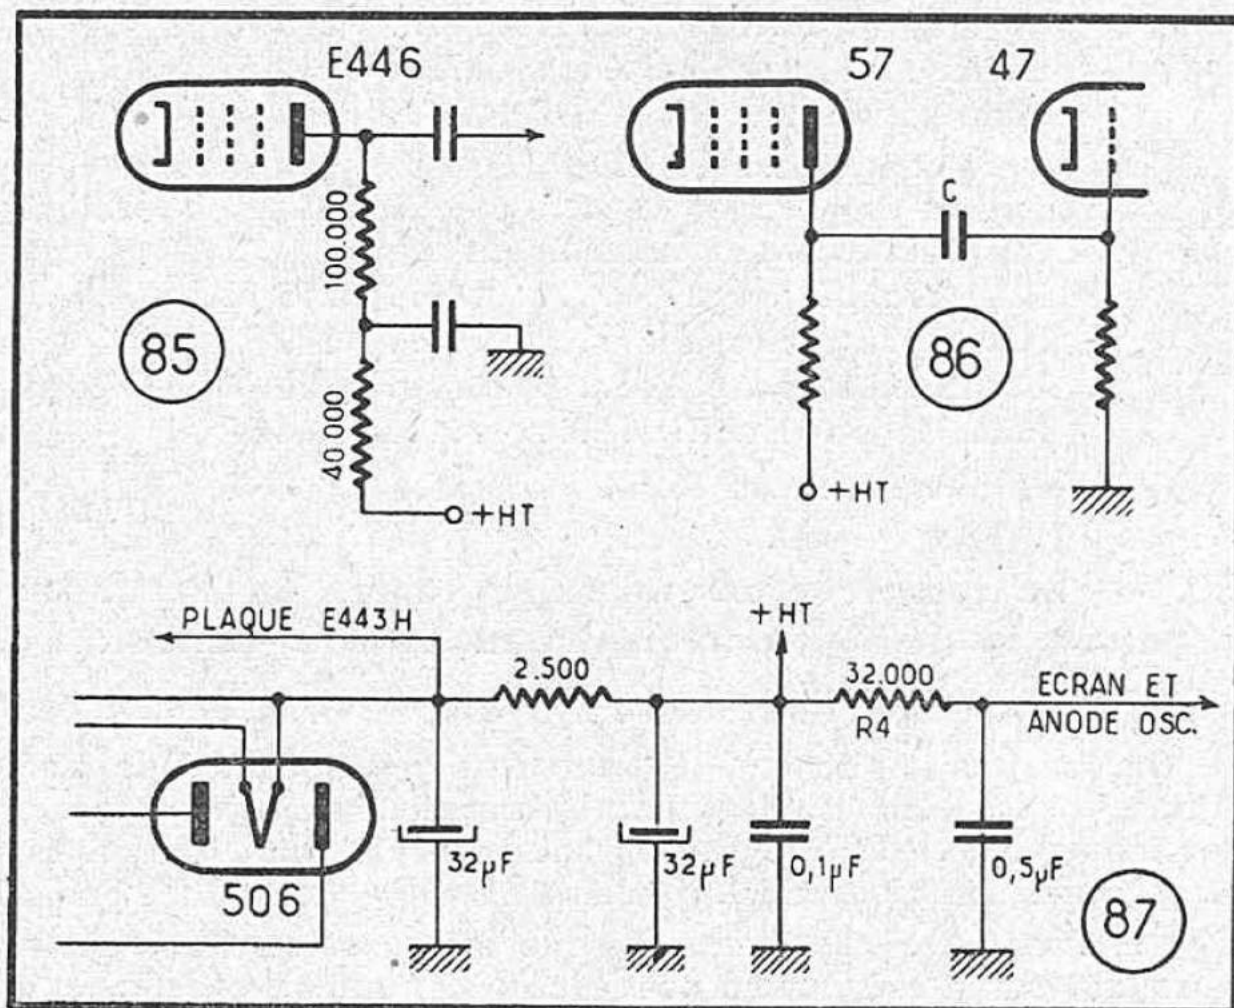 E446
100.000
85
40 000
+HT
57
47
C
86
+HT
PLAQUE E443H
+HT
2.500
32.000
R4
ECRAN ET
ANODE OSC.
506
32µF
32µF
0,1µF
0,5µF
87